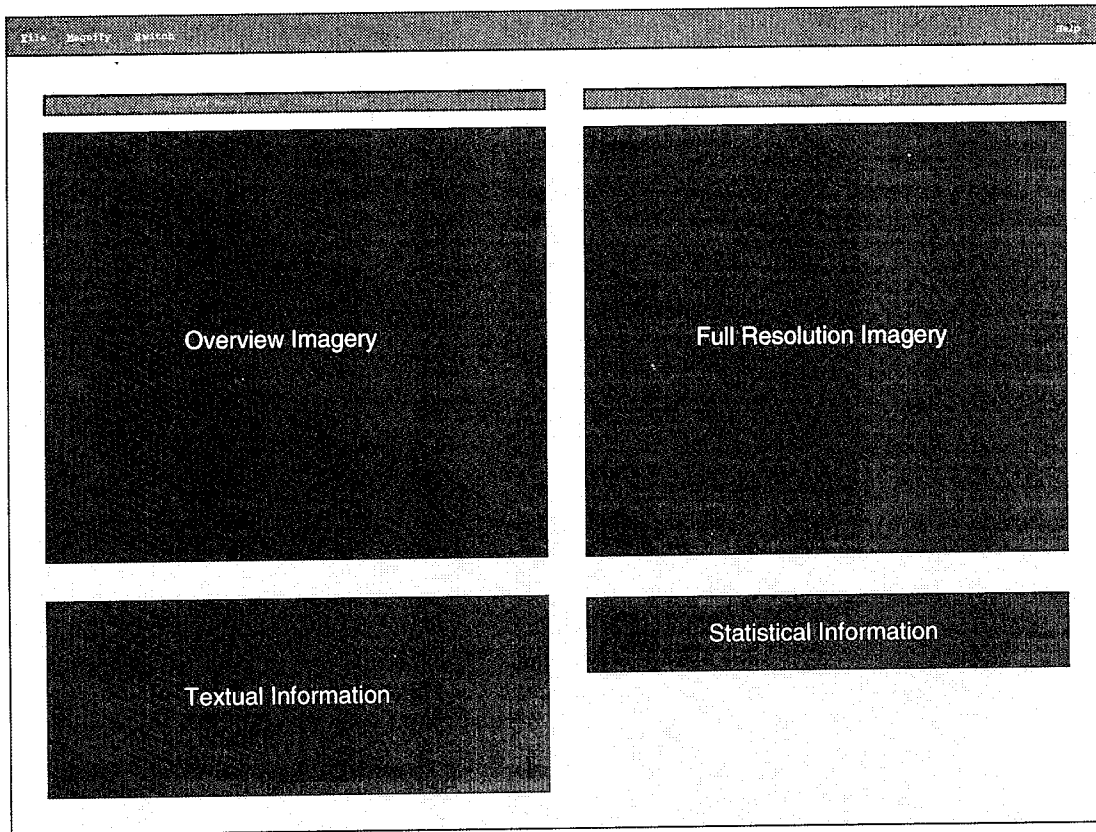 File Magnify Switch Help
Overview Imagery
Full Resolution Imagery
Textual Information
Statistical Information